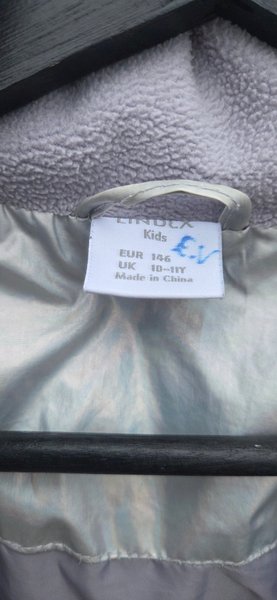 LINDEX
Kids
E.V
EUR 146
UK 10-11Y
Made in China